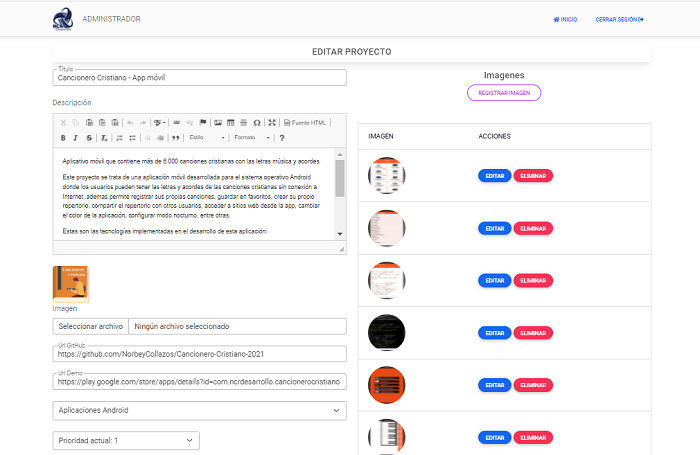 ADMINISTRADOR
INICIO
CERRAR SESIÓN
EDITAR PROYECTO
Título
Cancionero Cristiano - App móvil
Descripción
Fuente HTML
Estilo
Formato
Aplicativo móvil que contiene más de 6.000 canciones cristianas con las letras música y acordes.
Este proyecto se trata de una aplicación móvil desarrollada para el sistema operativo Android
donde los usuarios pueden tener las letras y acordes de las canciones cristianas sin conexión a
Internet, ademas permite registrar sus propias canciones, guardar en favoritos, crear su propio
repertorio, compartir el repertorio con otros usuarios, acceder a sitios web desde la app, cambiar
el color de la aplicación, configurar modo nocturno, entre otras.
Estas son las tecnologías implementadas en el desarrollo de esta aplicación:
Cancionero
Cristiano
Imagen
Seleccionar archivo Ningún archivo seleccionado
Url GitHub
https://github.com/NorbeyCollazos/Cancionero-Cristiano-2021
Url Demo
https://play.google.com/store/apps/details?id=com.ncrdesarrollo.cancionerocristiano
Aplicaciones Android
Prioridad actual: 1
Imagenes
REGISTRAR IMAGEN
IMAGEN ACCIONES
EDITAR ELIMINAR
EDITAR ELIMINAR
EDITAR ELIMINAR
EDITAR ELIMINAR
EDITAR ELIMINAR
EDITAR ELIMINAR